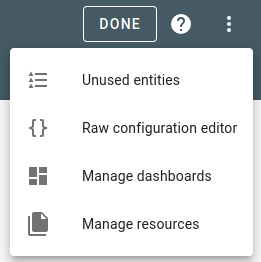 DONE ?
Unused entities
{} Raw configuration editor
Manage dashboards
Manage resources